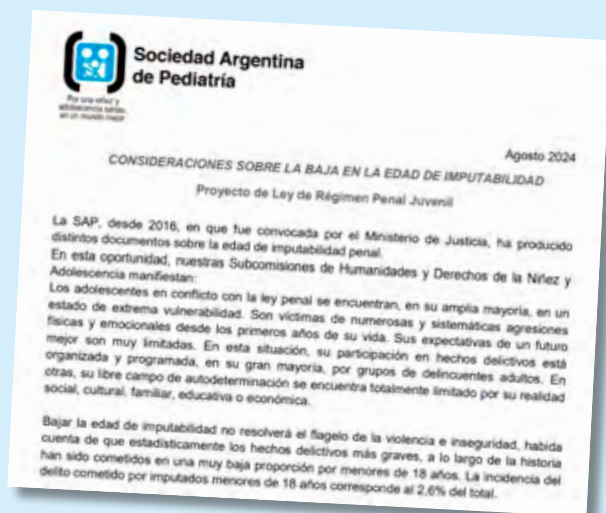 Sociedad Argentina
de Pediatría
Por una niñez y
adolescencia sanas,
en un mundo mejor
Agosto 2024
CONSIDERACIONES SOBRE LA BAJA EN LA EDAD DE IMPUTABILIDAD
Proyecto de Ley de Régimen Penal Juvenil
La SAP, desde 2016, en que fue convocada por el Ministerio de Justicia, ha producido
distintos documentos sobre la edad de imputabilidad penal.
En esta oportunidad, nuestras Subcomisiones de Humanidades y Derechos de la Niñez y
Adolescencia manifiestan:
Los adolescentes en conflicto con la ley penal se encuentran, en su amplia mayoría, en un
estado de extrema vulnerabilidad. Son víctimas de numerosas y sistemáticas agresiones
físicas y emocionales desde los primeros años de su vida. Sus expectativas de un futuro
mejor son muy limitadas. En esta situación, su participación en hechos delictivos está
organizada y programada, en su gran mayoría, por grupos de delincuentes adultos. En
otras, su libre campo de autodeterminación se encuentra totalmente limitado por su realidad
social, cultural, familiar, educativa o económica.
Bajar la edad de imputabilidad no resolverá el flagelo de la violencia e inseguridad, habida
cuenta de que estadísticamente los hechos delictivos más graves, a lo largo de la historia
han sido cometidos en una muy baja proporción por menores de 18 años. La incidencia del
delito cometido por imputados menores de 18 años corresponde al 2,6% del total.